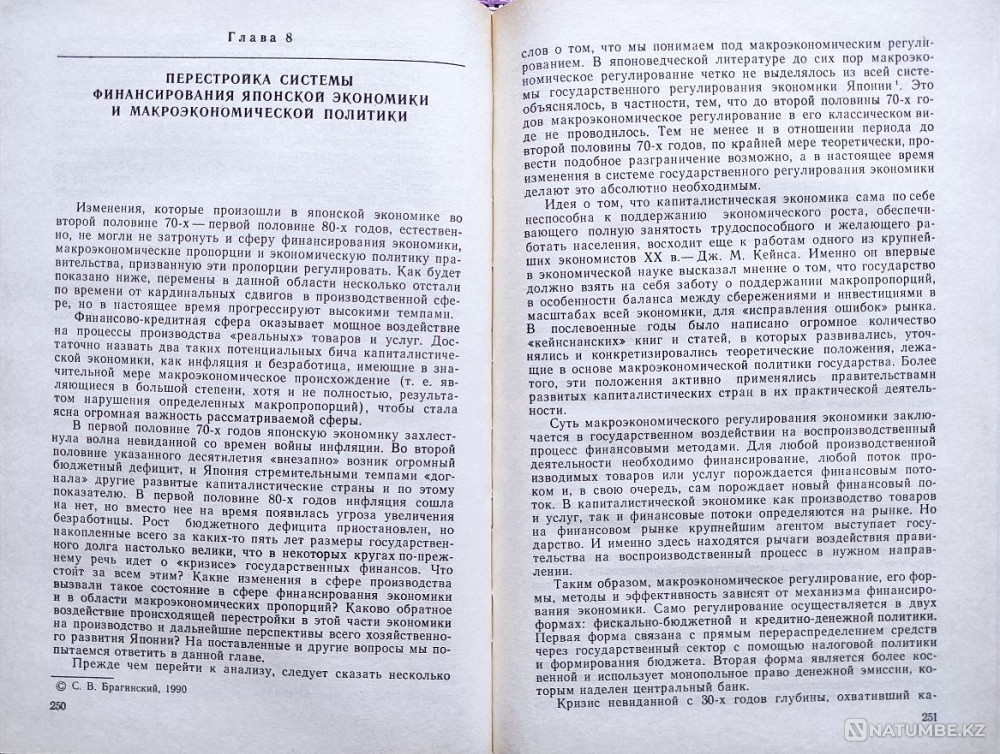 Глава 8
ПЕРЕСТРОЙКА СИСТЕМЫ
ФИНАНСИРОВАНИЯ ЯПОНСКОЙ ЭКОНОМИКИ
И МАКРОЭКОНОМИЧЕСКОЙ ПОЛИТИКИ
Изменения, которые произошли в японской экономике во
второй половине 70-х — первой половине 80-х годов, естествен-
но, не могли не затронуть и сферу финансирования экономики,
макроэкономические пропорции и экономическую политику пра-
вительства, призванную эти пропорции регулировать. Как будет
показано ниже, перемены в данной области несколько отстали
по времени от кардинальных сдвигов в производственной сфе-
ре, но в настоящее время прогрессируют высокими темпами.
Финансово-кредитная сфера оказывает мощное воздействие
на процессы производства «реальных» товаров и услуг. Дос-
таточно назвать два таких потенциальных бича капиталистиче-
ской экономики, как инфляция и безработица, имеющие в зна-
чительной мере макроэкономическое происхождение (т. е. яв-
ляющиеся в большой степени, хотя и не полностью, результа-
том нарушения определенных макропропорций), чтобы стала
ясна огромная важность рассматриваемой сферы.
В первой половине 70-х годов японскую экономику захлест-
нула волна невиданной со времен войны инфляции. Во второй
половине указанного десятилетия «внезапно» возник огромный
бюджетный дефицит, и Япония стремительными темпами «дог-
нала» другие развитые капиталистические страны и по этому
показателю. В первой половине 80-х годов инфляция сошла
на нет, но вместо нее на время появилась угроза увеличения
безработицы. Рост бюджетного дефицита приостановлен, но
накопленные всего за каких-то пять лет размеры государствен-
ного долга настолько велики, что в некоторых кругах по-преж-
нему речь идет о «кризисе» государственных финансов. Что
стоит за всем этим? Какие изменения в сфере производства
вызвали такое состояние в сфере финансирования экономики
и в области макроэкономических пропорций? Каково обратное
воздействие происходящей перестройки в этой части экономики
на производство и дальнейшие перспективы всего хозяйственно-
го развития Японии? На поставленные и другие вопросы мы по-
пытаемся ответить в данной главе.
Прежде чем перейти к анализу, следует сказать несколько
© С. В. Брагинский, 1990
250
слов о том, что мы понимаем под макроэкономическим регули-
рованием. В японоведческой литературе до сих пор макроэко-
номическое регулирование четко не выделялось из всей систе-
мы государственного регулирования экономики Японии¹. Это
объяснялось, в частности, тем, что до второй половины 70-х го-
дов макроэкономическое регулирование в его классическом ви-
де не проводилось. Тем не менее и в отношении периода до
второй половины 70-х годов, по крайней мере теоретически, про-
вести подобное разграничение возможно, а в настоящее время
изменения в системе государственного регулирования экономики
делают это абсолютно необходимым.
Идея о том, что капиталистическая экономика сама по себе
неспособна к поддержанию экономического роста, обеспечи-
вающего полную занятость трудоспособного и желающего ра-
ботать населения, восходит еще к работам одного из крупней-
ших экономистов XX в.— Дж. М. Кейнса. Именно он впервые
в экономической науке высказал мнение о том, что государство
должно взять на себя заботу о поддержании макропропорций,
в особенности баланса между сбережениями и инвестициями в
масштабах всей экономики, для «исправления ошибок» рынка.
В послевоенные годы было написано огромное количество
«кейнсианских» книг и статей, в которых развивались, уточ-
нялись и конкретизировались теоретические положения, лежа-
щие в основе макроэкономической политики государства. Более
того, эти положения активно применялись правительствами
развитых капиталистических стран в их практической деятель-
ности.
Суть макроэкономического регулирования экономики заклю-
чается в государственном воздействии на воспроизводственный
процесс финансовыми методами. Для любой производственной
деятельности необходимо финансирование, любой поток про-
изводимых товаров или услуг порождается финансовым пото-
ком и, в свою очередь, сам порождает новый финансовый по-
ток. В капиталистической экономике как производство товаров
и услуг, так и финансовые потоки определяются на рынке. Но
на финансовом рынке крупнейшим агентом выступает госу-
дарство. И именно здесь находятся рычаги воздействия прави-
тельства на воспроизводственный процесс в нужном направ-
лении.
Таким образом, макроэкономическое регулирование, его фор-
мы, методы и эффективность зависят от механизма финансиро-
вания экономики. Само регулирование осуществляется в двух
формах: фискально-бюджетной и кредитно-денежной политики.
Первая форма связана с прямым перераспределением средств
через государственный сектор с помощью налоговой политики
и формирования бюджета. Вторая форма является более кос-
венной и использует монопольное право денежной эмиссии, ко-
торым наделен центральный банк.
Кризис невиданной с 30-х годов глубины, охвативший ка-
251
NATUMBE.KZ